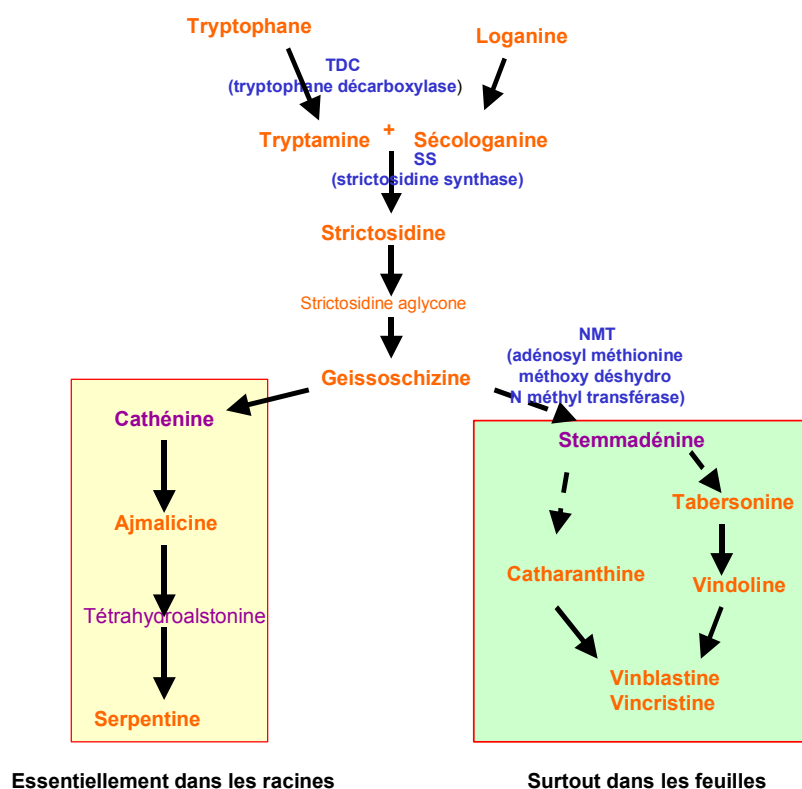 Tryptophane
Loganine
TDC
(tryptophane décarboxylase)
Tryptamine + Sécologanine
SS
(strictosidine synthase)
Strictosidine
Strictosidine aglycone
Geissoschizine
NMT
(adénosyl méthionine
méthoxy déshydro
N méthyl transférase)
Cathénine
Ajmalicine
Tétrahydroalstonine
Serpentine
Stemmadénine
Tabersonine
Catharanthine
Vindoline
Vinblastine
Vincristine
Essentiellement dans les racines
Surtout dans les feuilles